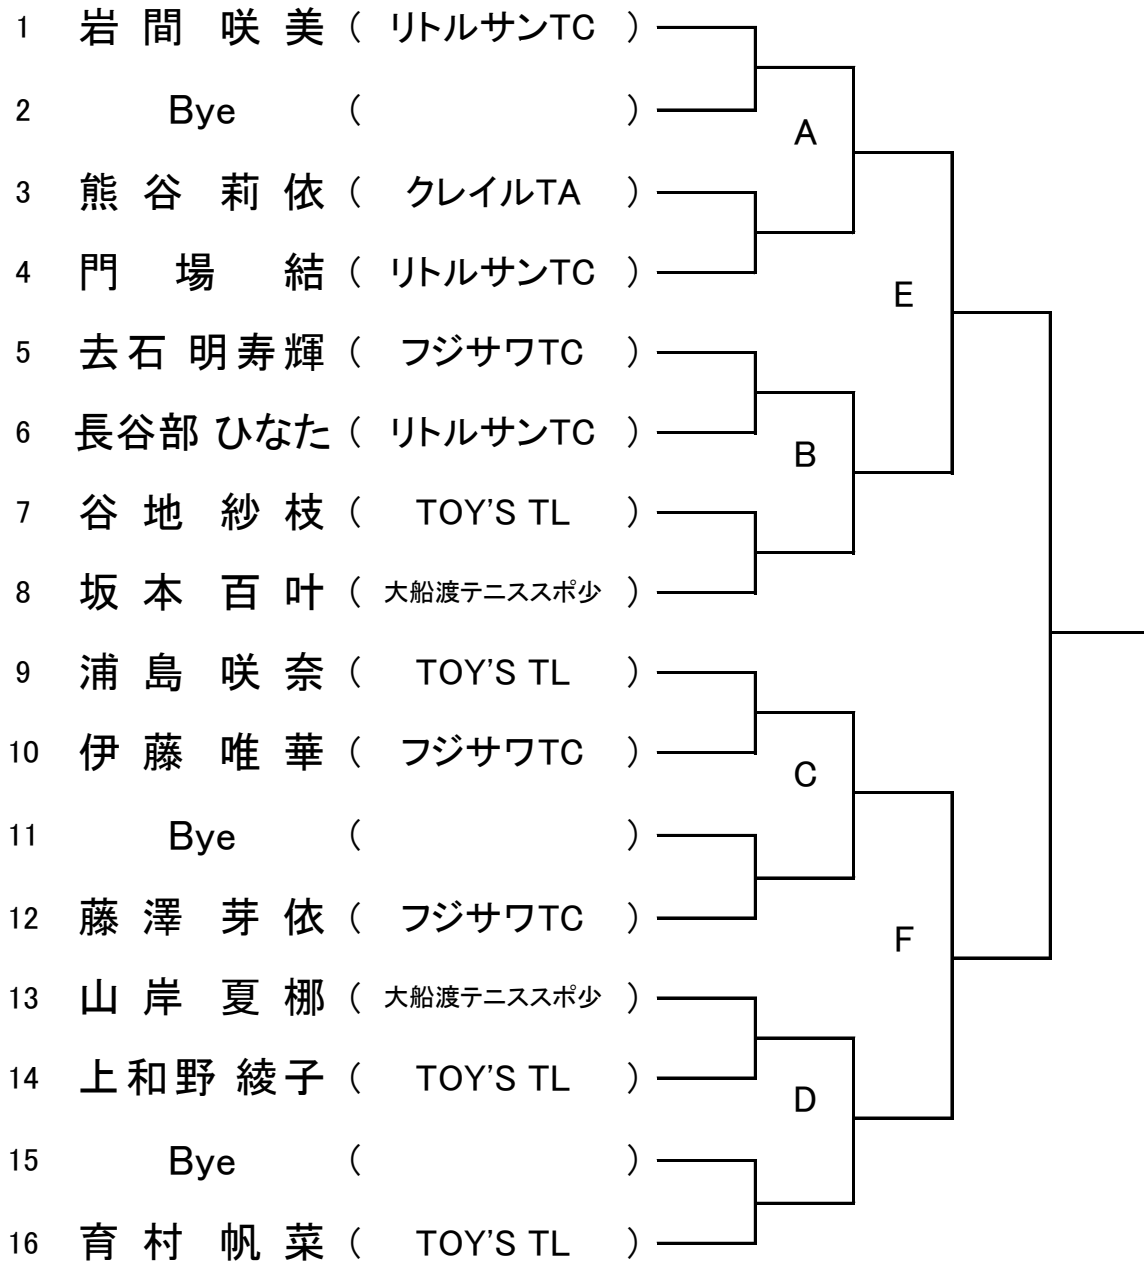 1 岩間 咲美 ( リトルサンTC )
2 Bye ( )
A
3 熊谷 莉依 ( クレイルTA )
4 門場 結 ( リトルサンTC )
E
5 去石 明寿輝 ( フジサワTC )
6 長谷部 ひなた ( リトルサンTC )
B
7 谷地 紗枝 ( TOY'S TL )
8 坂本 百叶 ( 大船渡テニススポ少 )
9 浦島 咲奈 ( TOY'S TL )
10 伊藤 唯華 ( フジサワTC )
C
11 Bye ( )
12 藤澤 芽依 ( フジサワTC )
F
13 山岸 夏梛 ( 大船渡テニススポ少 )
14 上和野 綾子 ( TOY'S TL )
D
15 Bye ( )
16 育村 帆菜 ( TOY'S TL )